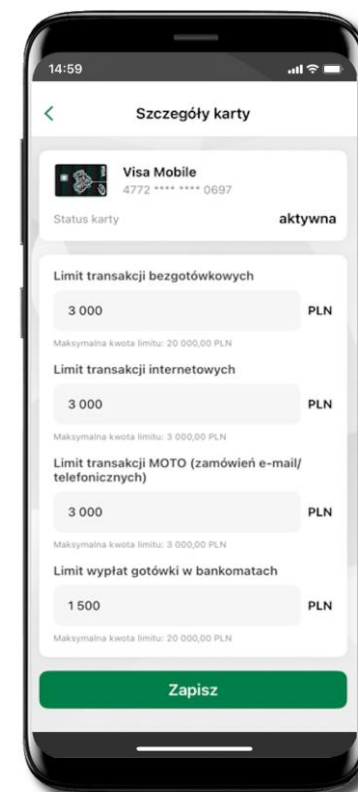 14:59
Szczegóły karty
Visa Mobile
4772 **** **** 0697
Status karty aktywna
Limit transakcji bezgotówkowych
3 000 PLN
Maksymalna kwota limitu: 20 000,00 PLN
Limit transakcji internetowych
3 000 PLN
Maksymalna kwota limitu: 3 000,00 PLN
Limit transakcji MOTO (zamówień e-mail/
telefonicznych)
3 000 PLN
Maksymalna kwota limitu: 3 000,00 PLN
Limit wypłat gotówki w bankomatach
1 500 PLN
Maksymalna kwota limitu: 20 000,00 PLN
Zapisz